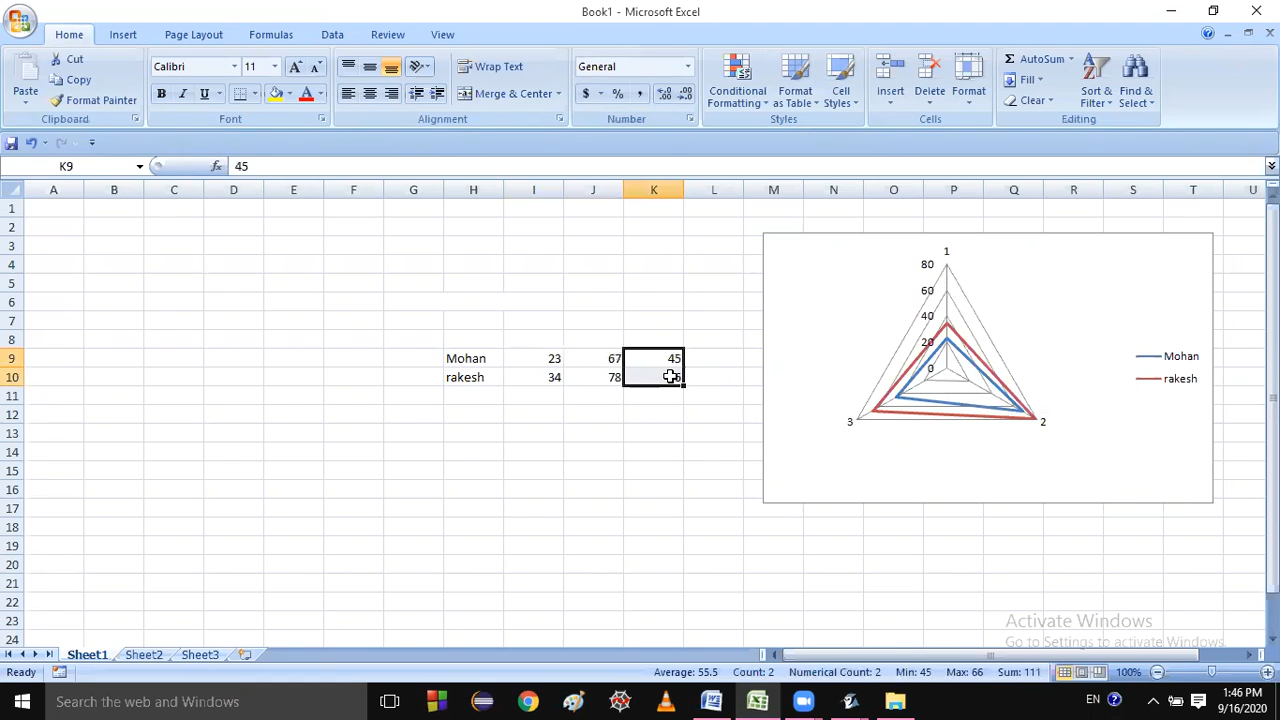 Book1 - Microsoft Excel
Home Insert Page Layout Formulas Data Review View
Paste Cut Copy Format Painter Clipboard
Calibri 11 B I U Font
Wrap Text Merge & Center Alignment
General $ % , Number
Conditional Formatting Format as Table Cell Styles Styles
Insert Delete Format Cells
AutoSum Fill Clear Sort & Filter Find & Select Editing
K9 fx 45
A B C D E F G H I J K L M N O P Q R S T U
1
2
3
4
5
6
7
8
9 Mohan 23 67 45
10 rakesh 34 78
11
12
13
14
15
16
17
18
19
20
21
22
23
24
1
80
60
40
20
0
3 2
Mohan
rakesh
Activate Windows
Go to Settings to activate Windows.
Sheet1 Sheet2 Sheet3
Ready Average: 55.5 Count: 2 Numerical Count: 2 Min: 45 Max: 66 Sum: 111 100%
Search the web and Windows
EN 1:46 PM
9/16/2020